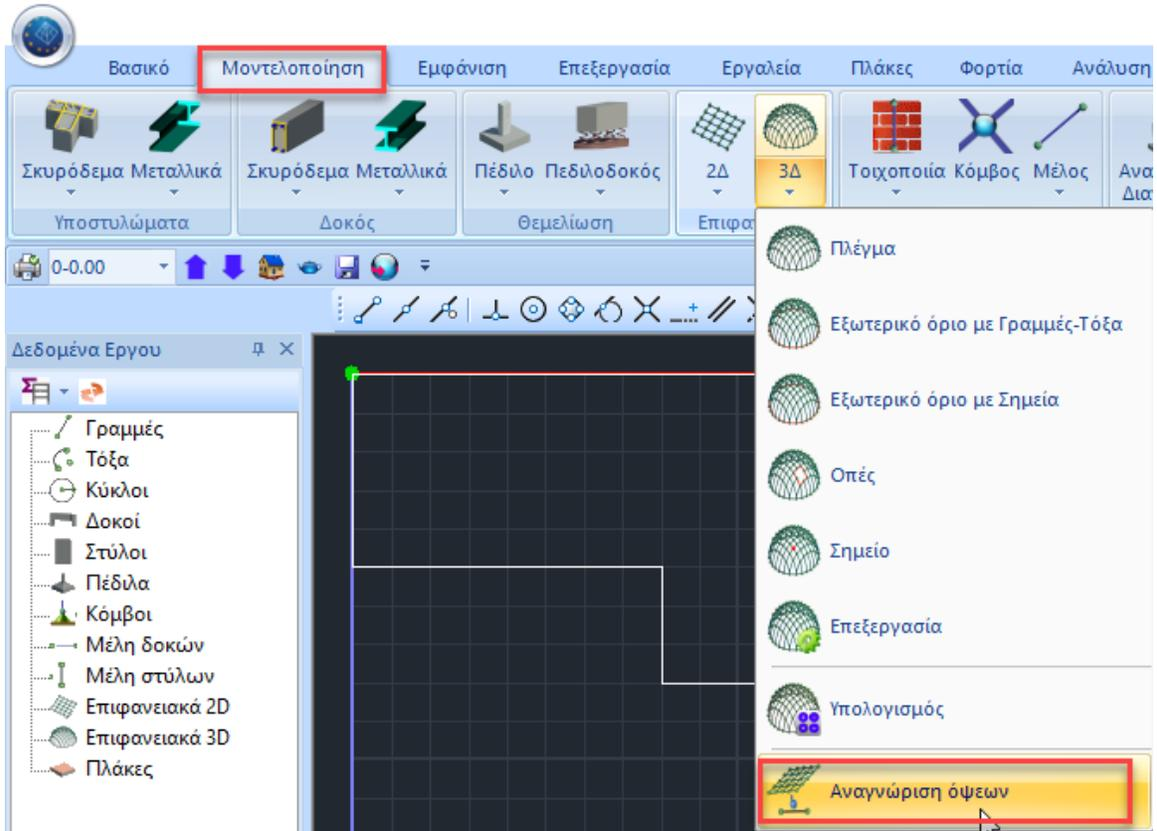 Βασικό Μοντελοποίηση Εμφάνιση Επεξεργασία Εργαλεία Πλάκες Φορτία Ανάλυση
Σκυρόδεμα Μεταλλικά Σκυρόδεμα Μεταλλικά Πέδιλο Πεδιλοδοκός 2Δ 3Δ Τοιχοποιία Κόμβος Μέλος
Υποστυλώματα Δοκός Θεμελίωση
0-0.00
Δεδομένα Εργου
Γραμμές
Τόξα
Κύκλοι
Δοκοί
Στύλοι
Πέδιλα
Κόμβοι
Μέλη δοκών
Μέλη στύλων
Επιφανειακά 2D
Επιφανειακά 3D
Πλάκες
Πλέγμα
Εξωτερικό όριο με Γραμμές-Τόξα
Εξωτερικό όριο με Σημεία
Οπές
Σημείο
Επεξεργασία
Υπολογισμός
Αναγνώριση όψεων